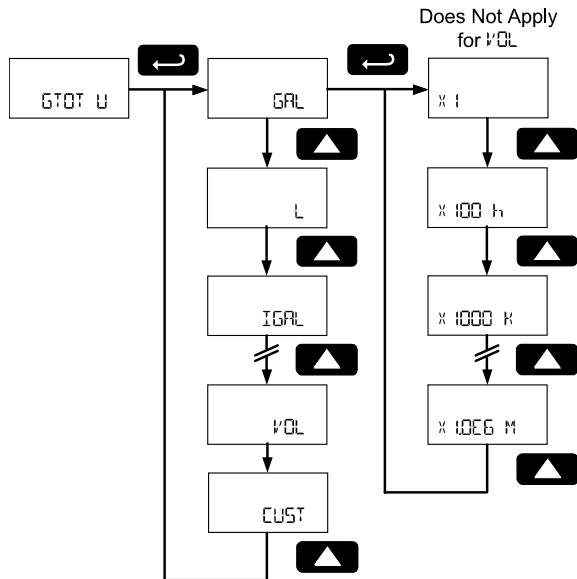 Does Not Apply
for VOL
GTOT U
GAL
X 1
L
X 100 h
IGAL
X 1000 K
VOL
X 1.0E6 M
CUST